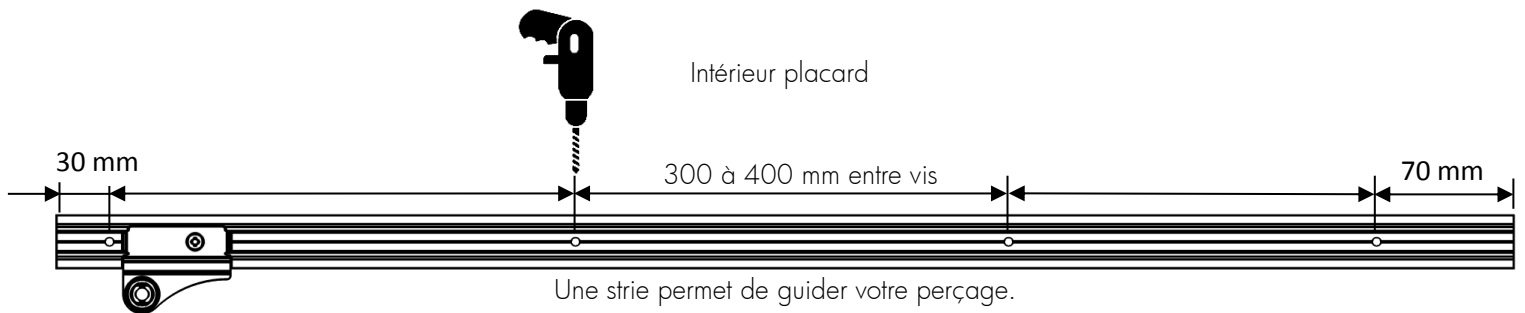 Intérieur placard
30 mm
300 à 400 mm entre vis
70 mm
Une strie permet de guider votre perçage.